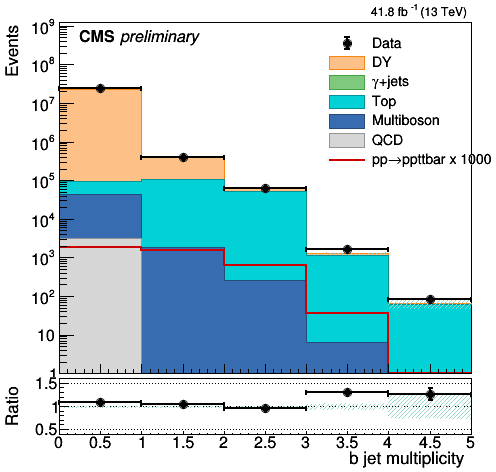 41.8 fb⁻¹ (13 TeV)
CMS preliminary
Events
10⁹
10⁸
10⁷
10⁶
10⁵
10⁴
10³
10²
10
1
Data
DY
γ+jets
Top
Multiboson
QCD
pp→ppttbar x 1000
Ratio
1.5
1
0.5
0 0.5 1 1.5 2 2.5 3 3.5 4 4.5 5
b jet multiplicity